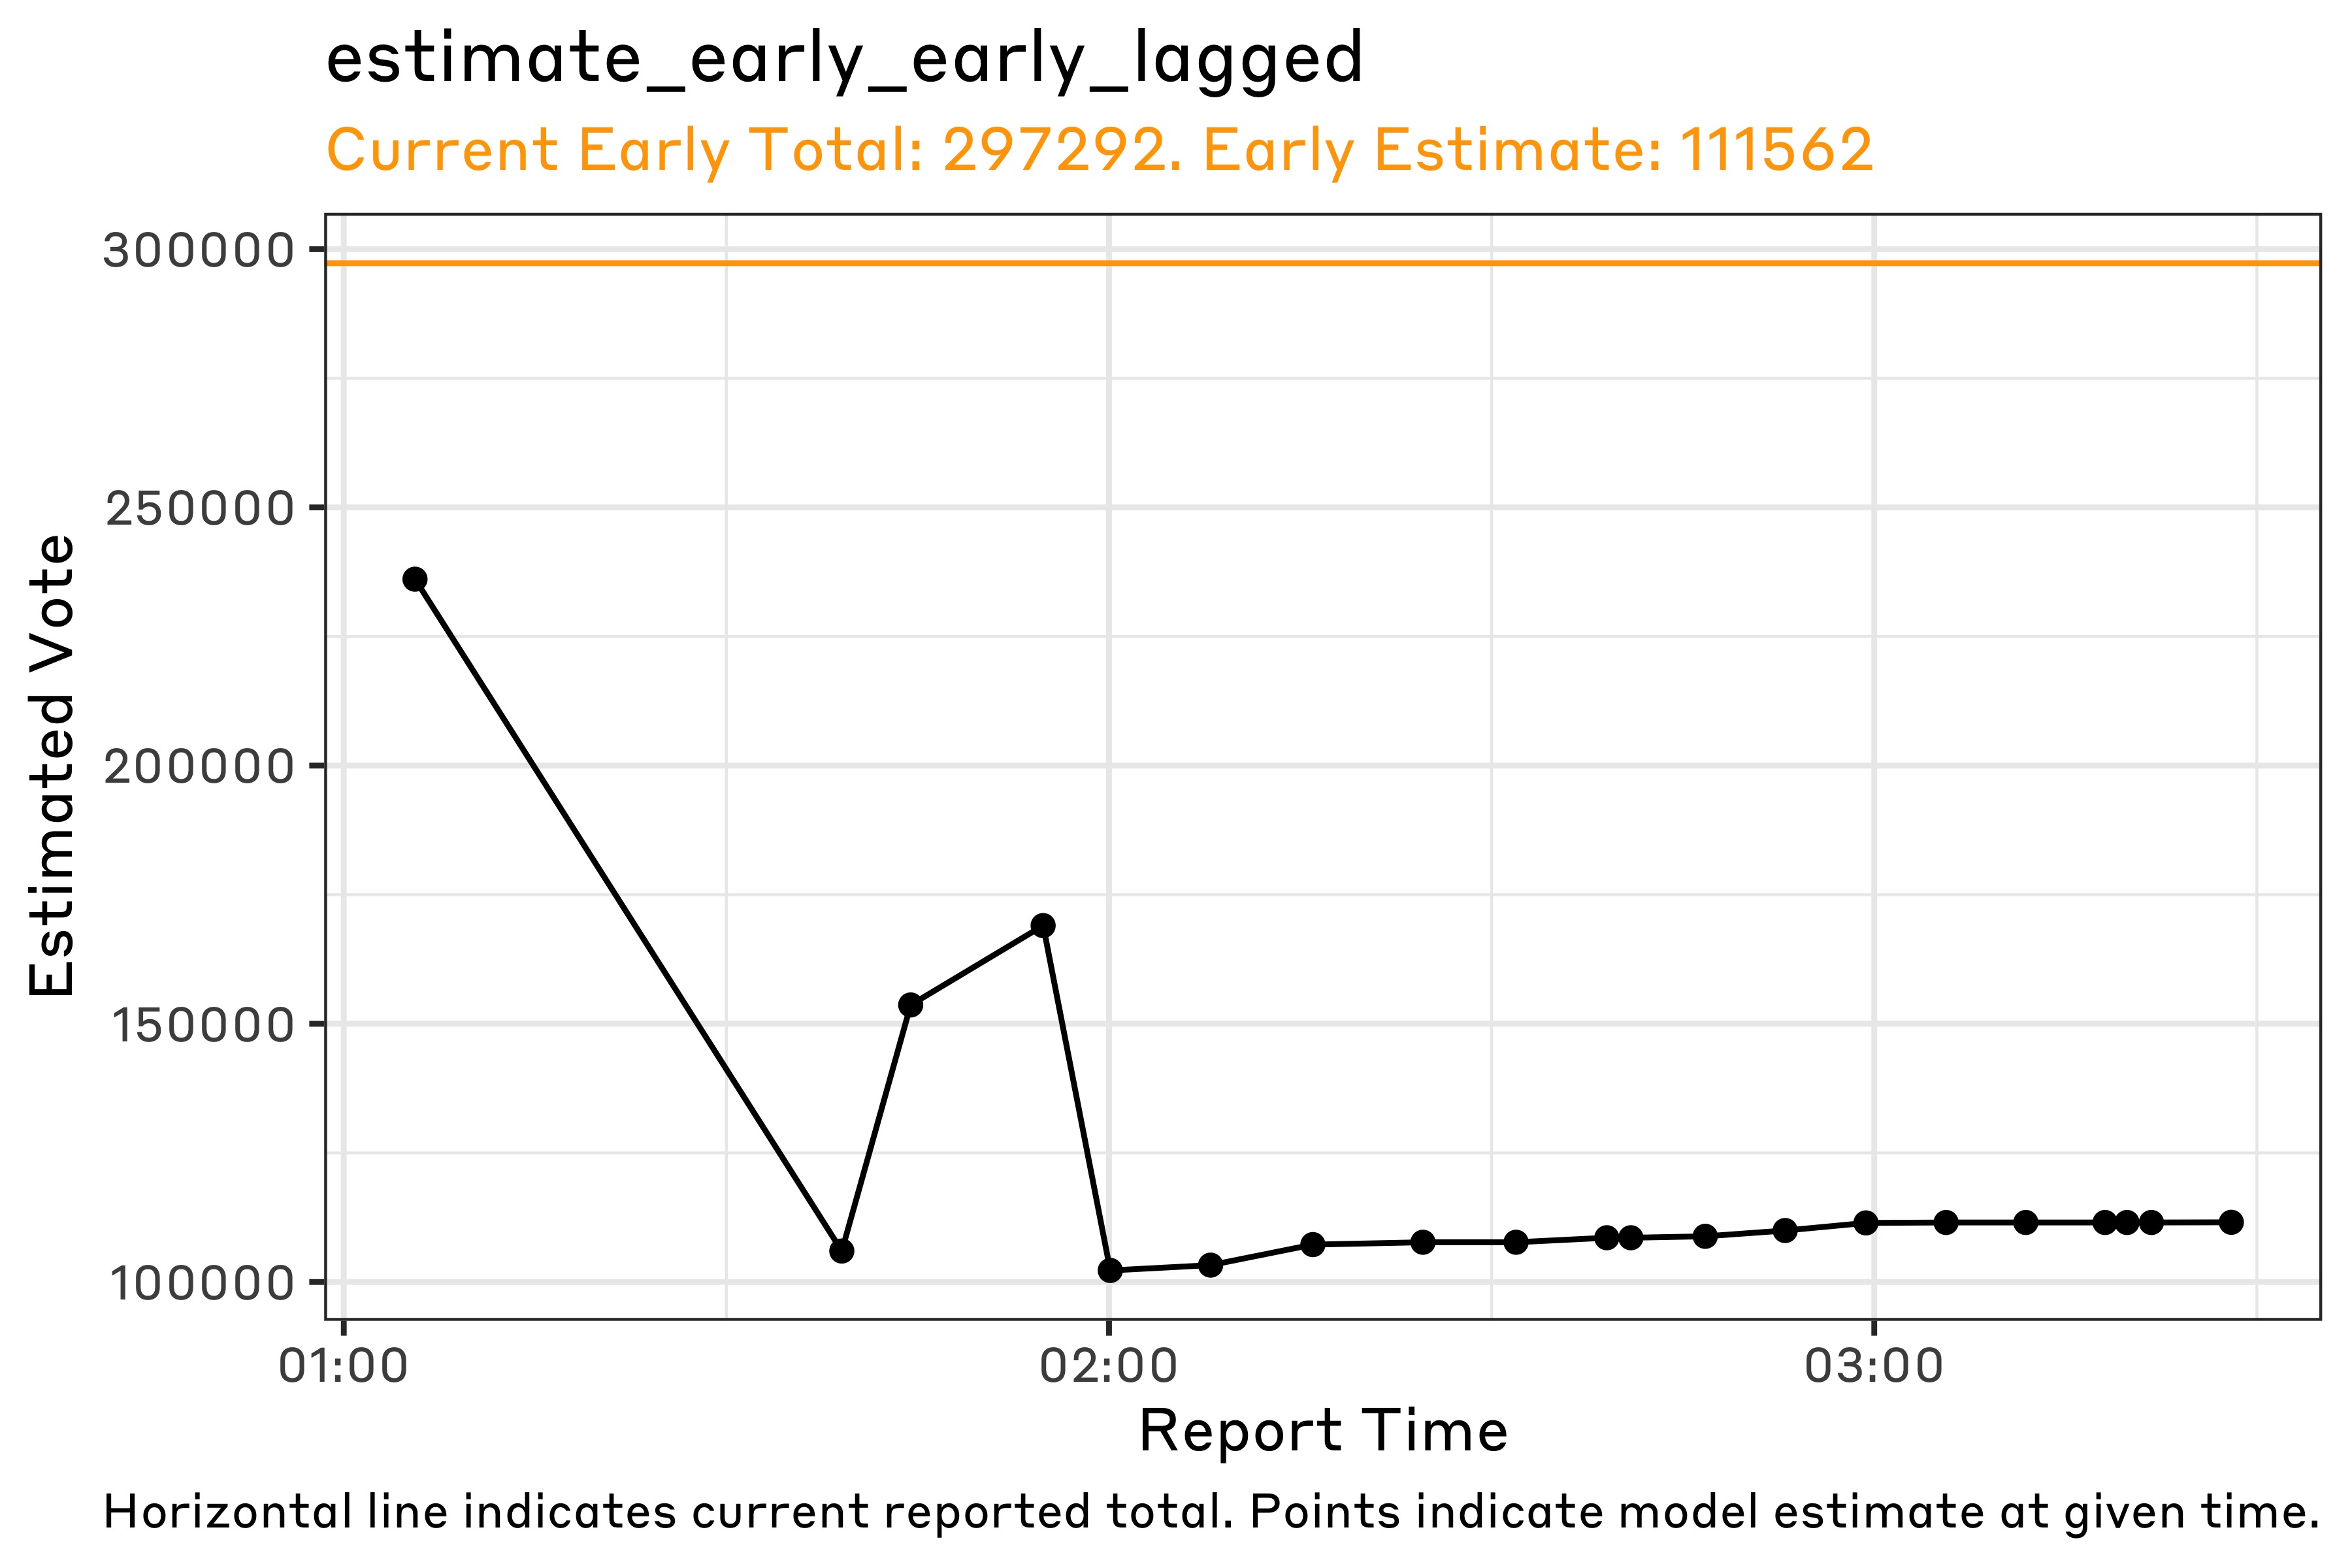 estimate_early_early_lagged
Current Early Total: 297292. Early Estimate: 111562
Estimated Vote
300000
250000
200000
150000
100000
01:00
02:00
03:00
Report Time
Horizontal line indicates current reported total. Points indicate model estimate at given time.